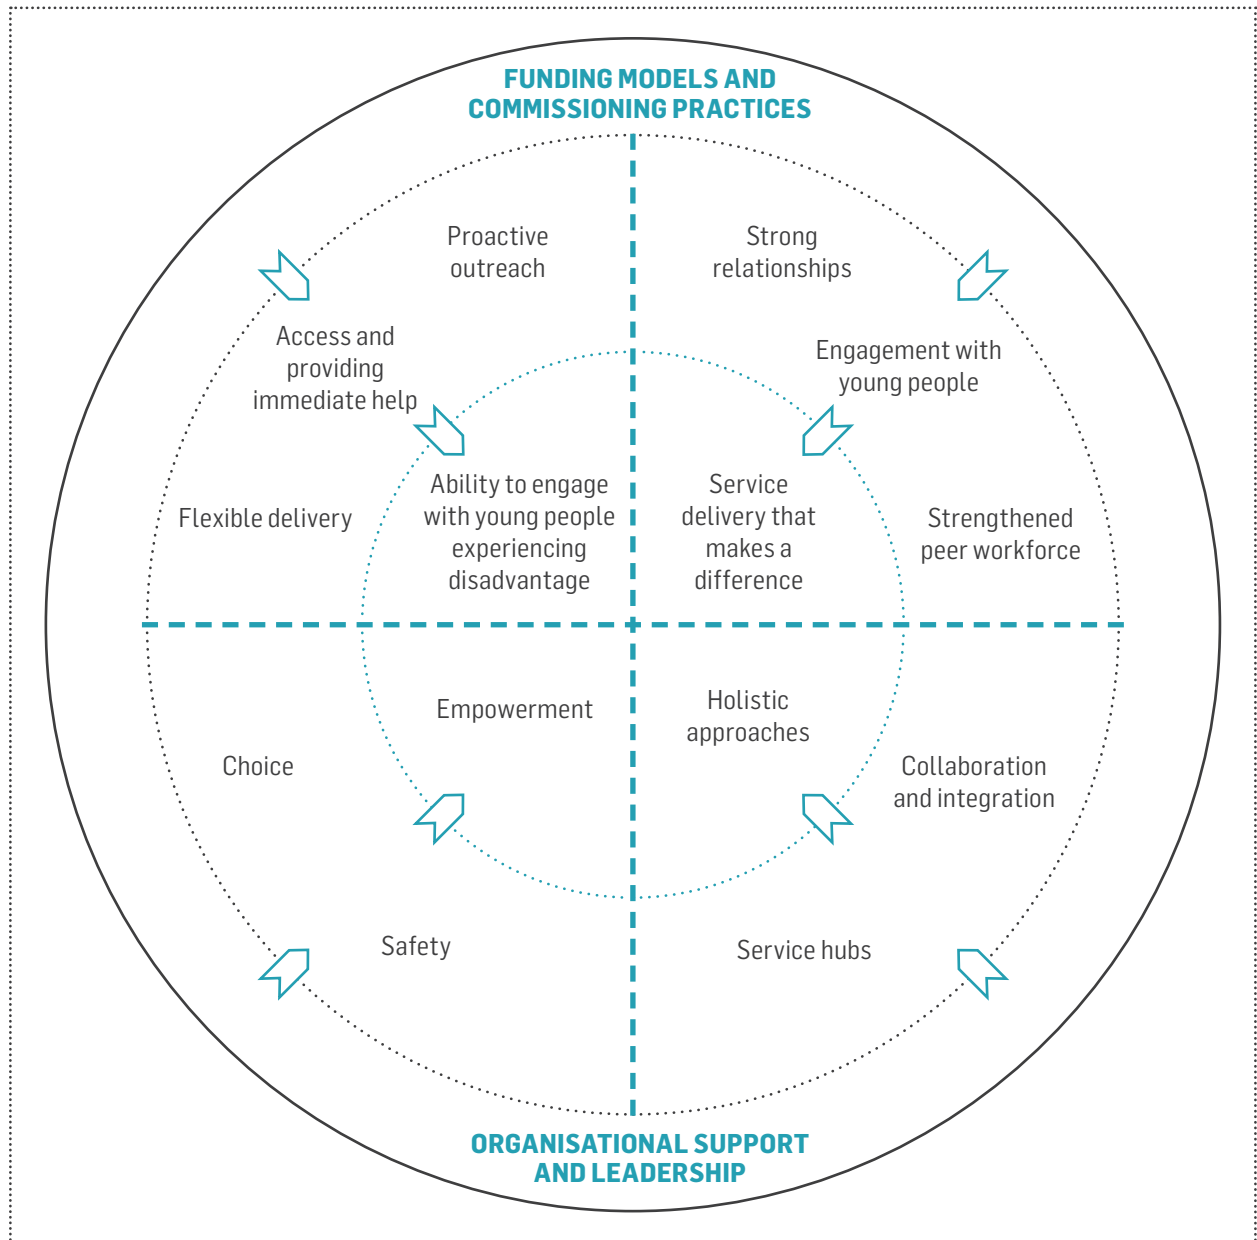 FUNDING MODELS AND
COMMISSIONING PRACTICES
Proactive
outreach
Strong
relationships
Access and
providing
immediate help
Engagement with
young people
Flexible delivery
Ability to engage
with young people
experiencing
disadvantage
Service
delivery that
makes a
difference
Strengthened
peer workforce
Empowerment
Holistic
approaches
Choice
Collaboration
and integration
Safety
Service hubs
ORGANISATIONAL SUPPORT
AND LEADERSHIP